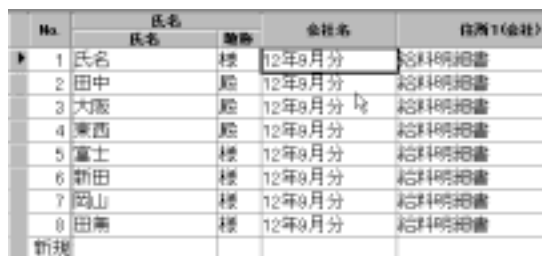 No. 氏名 会社名 住所1(会社)
氏名 敬称
1 氏名 様 12年9月分 給料明細書
2 田中 殿 12年9月分 給料明細書
3 大阪 殿 12年9月分 給料明細書
4 東西 殿 12年9月分 給料明細書
5 富士 様 12年9月分 給料明細書
6 新田 様 12年9月分 給料明細書
7 岡山 様 12年9月分 給料明細書
8 様 12年9月分 給料明細書
新規